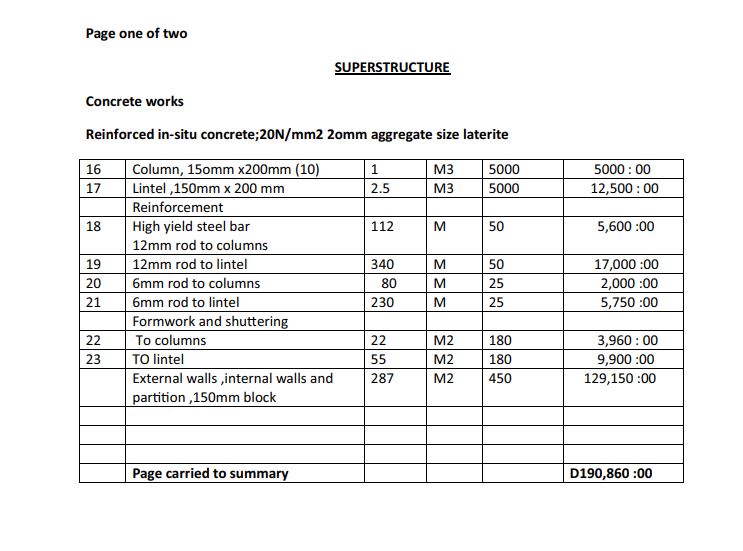 Page one of two
SUPERSTRUCTURE
Concrete works
Reinforced in-situ concrete;20N/mm2 2omm aggregate size laterite
16 Column, 15omm x200mm (10) 1 M3 5000 5000 : 00
17 Lintel ,150mm x 200 mm 2.5 M3 5000 12,500 : 00
Reinforcement
18 High yield steel bar 112 M 50 5,600 :00
12mm rod to columns
19 12mm rod to lintel 340 M 50 17,000 :00
20 6mm rod to columns 80 M 25 2,000 :00
21 6mm rod to lintel 230 M 25 5,750 :00
Formwork and shuttering
22 To columns 22 M2 180 3,960 : 00
23 TO lintel 55 M2 180 9,900 : 00
External walls ,internal walls and 287 M2 450 129,150 :00
partition ,150mm block
Page carried to summary D190,860 :00